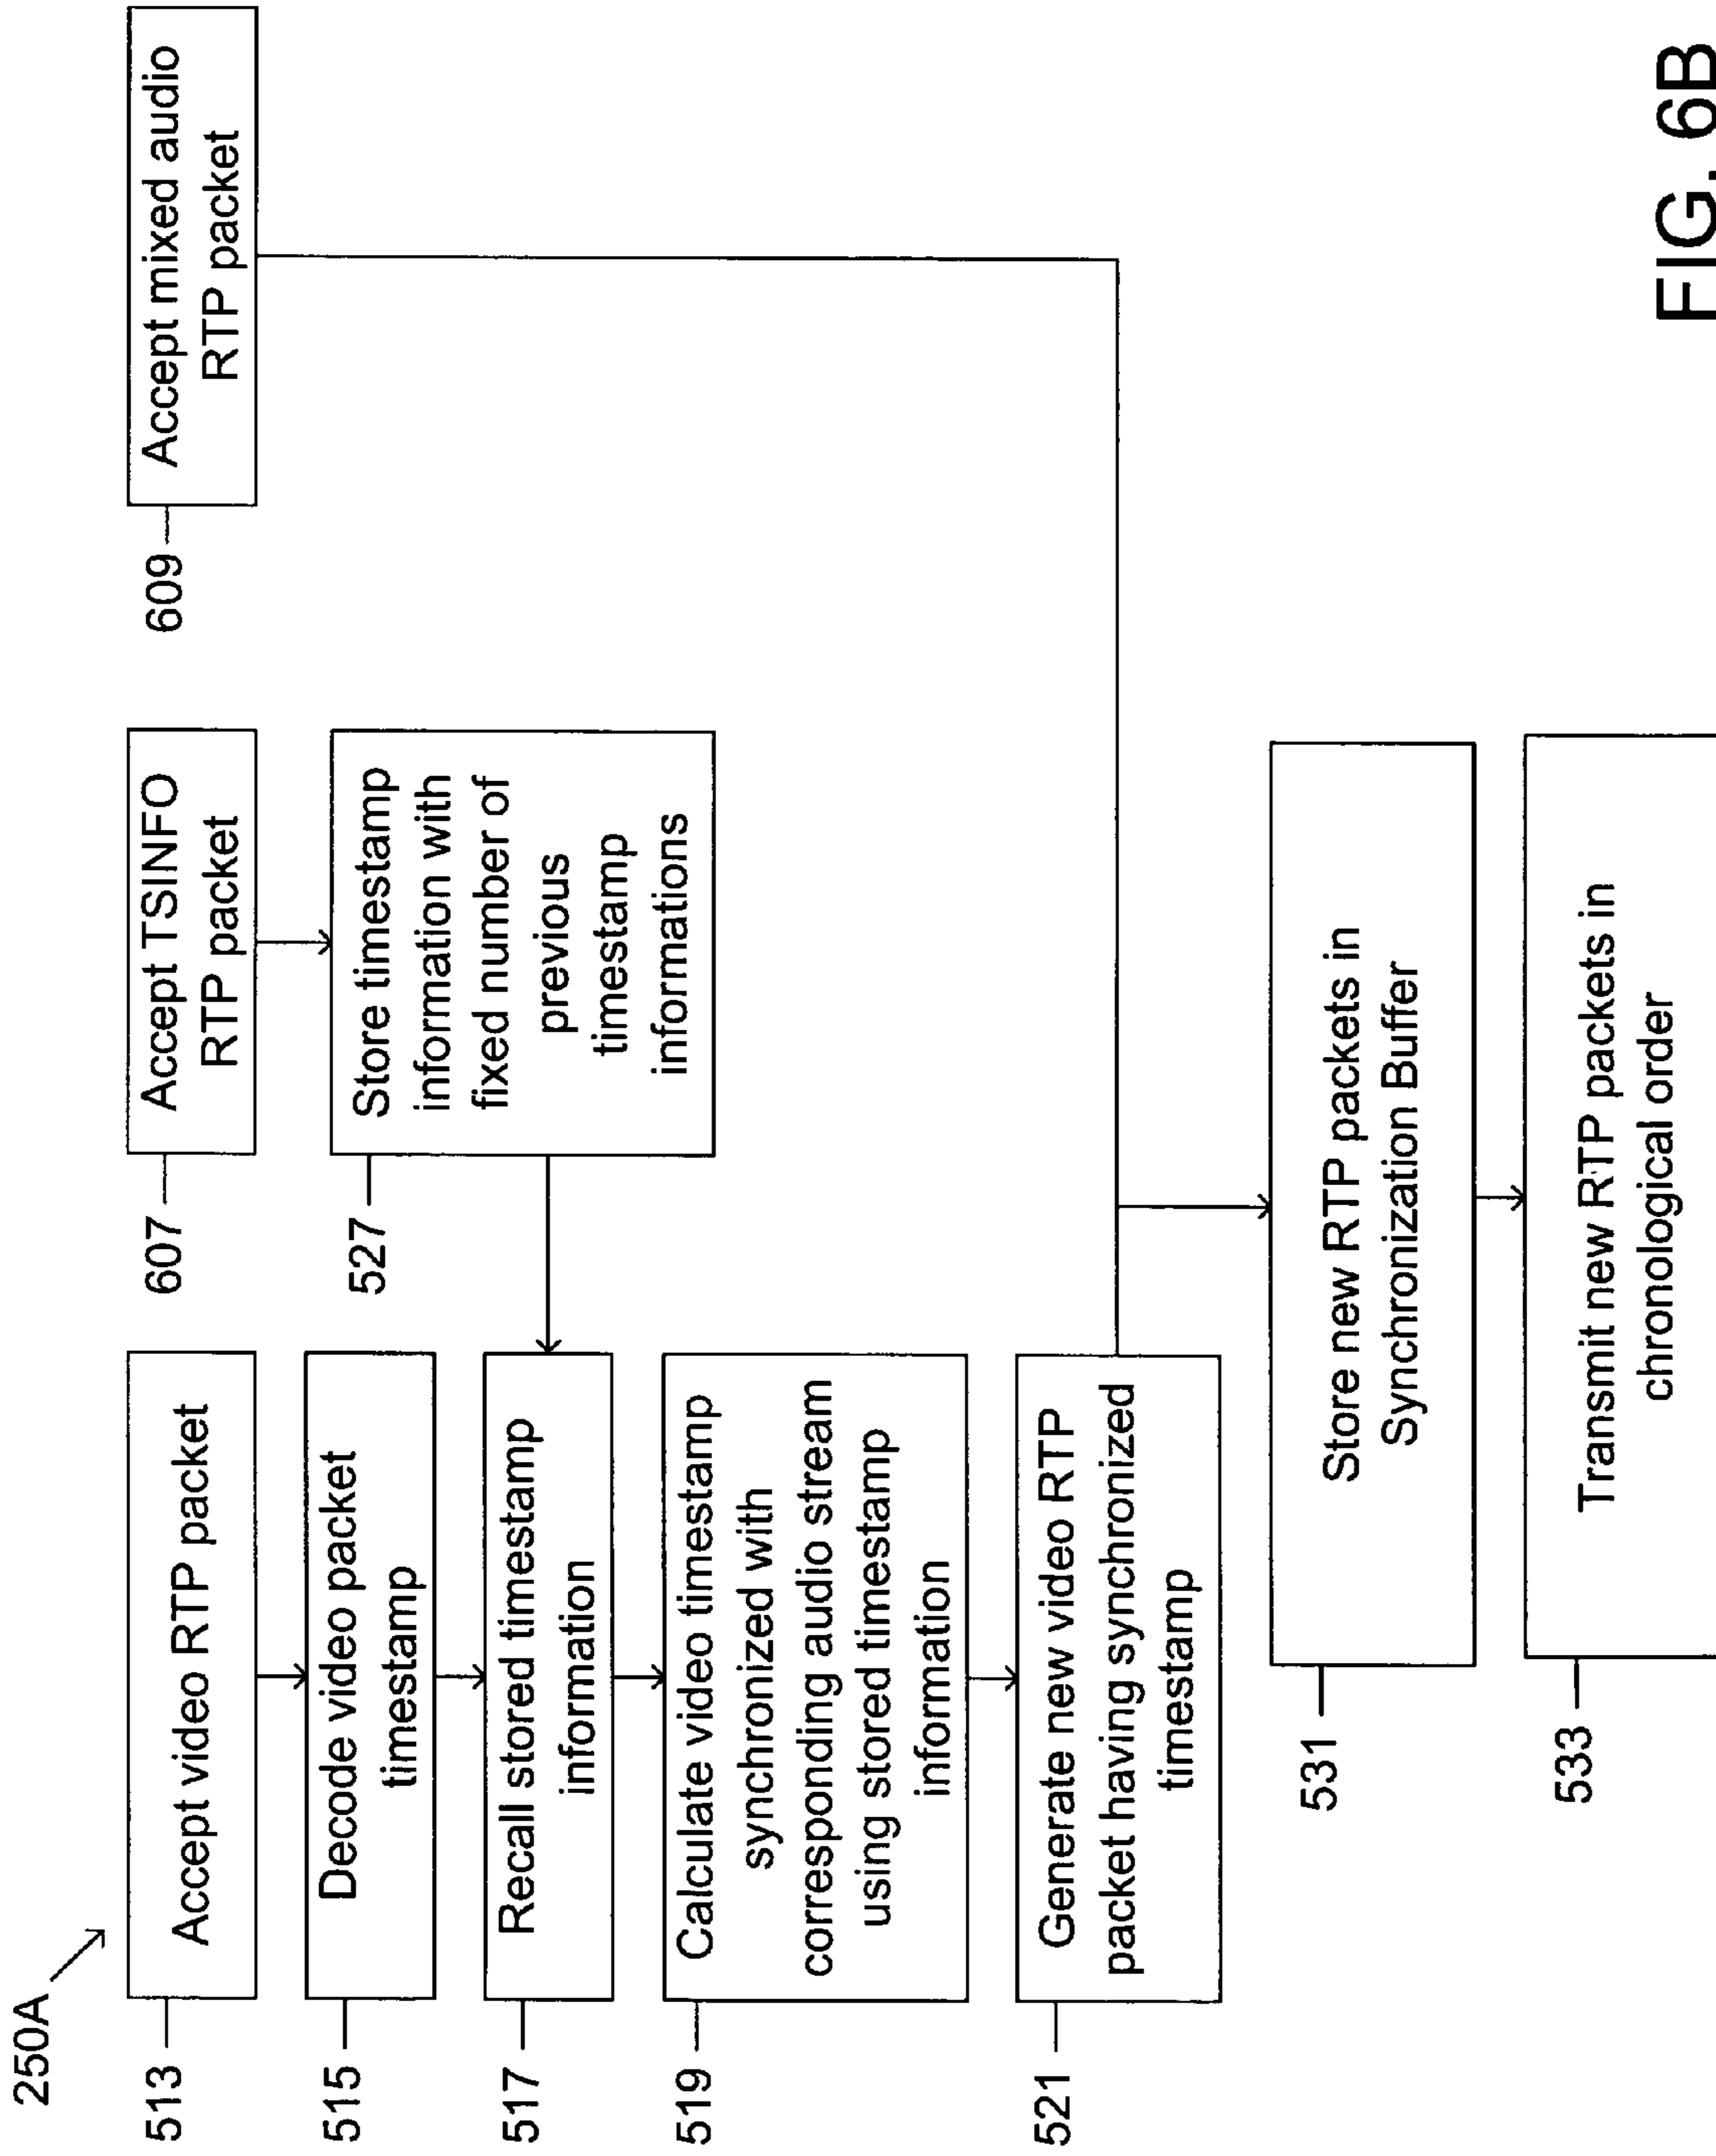 250A
513
Accept video RTP packet
515
Decode video packet
timestamp
517
Recall stored timestamp
information
519
Calculate video timestamp
synchronized with
corresponding audio stream
using stored timestamp
information
521
Generate new video RTP
packet having synchronized
timestamp
607
Accept TSINFO
RTP packet
527
Store timestamp
information with
fixed number of
previous
timestamp
informations
609
Accept mixed audio
RTP packet
531
Store new RTP packets in
Synchronization Buffer
533
Transmit new RTP packets in
chronological order
FIG. 6B